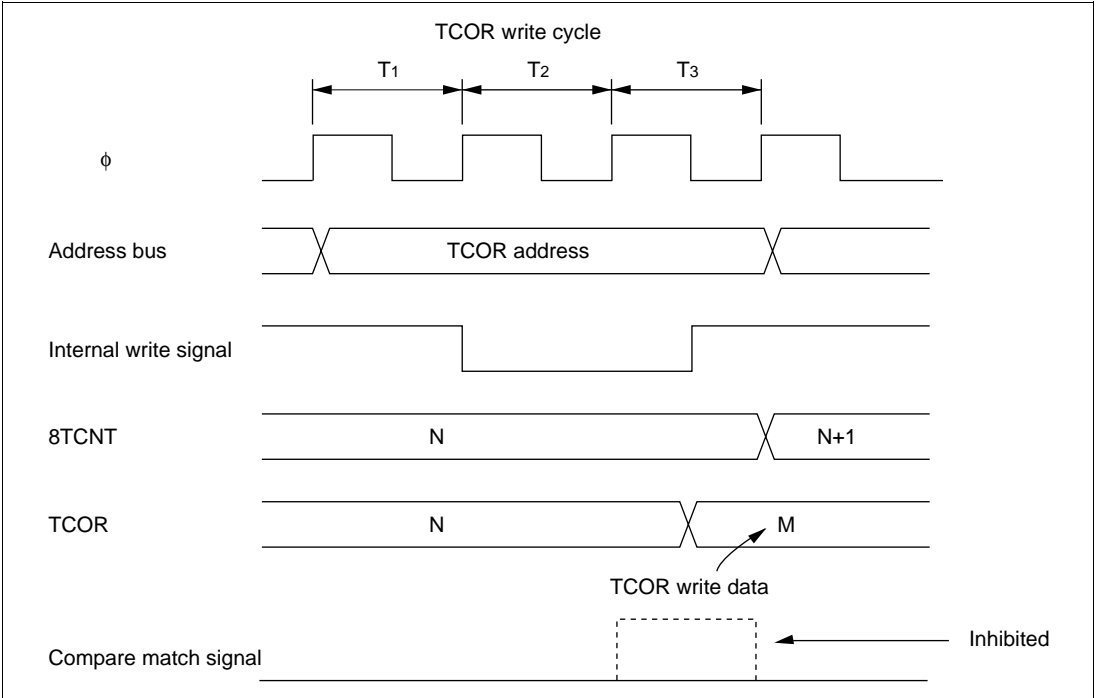 TCOR write cycle
T1 T2 T3
φ
Address bus TCOR address
Internal write signal
8TCNT N N+1
TCOR N M
TCOR write data
Inhibited
Compare match signal